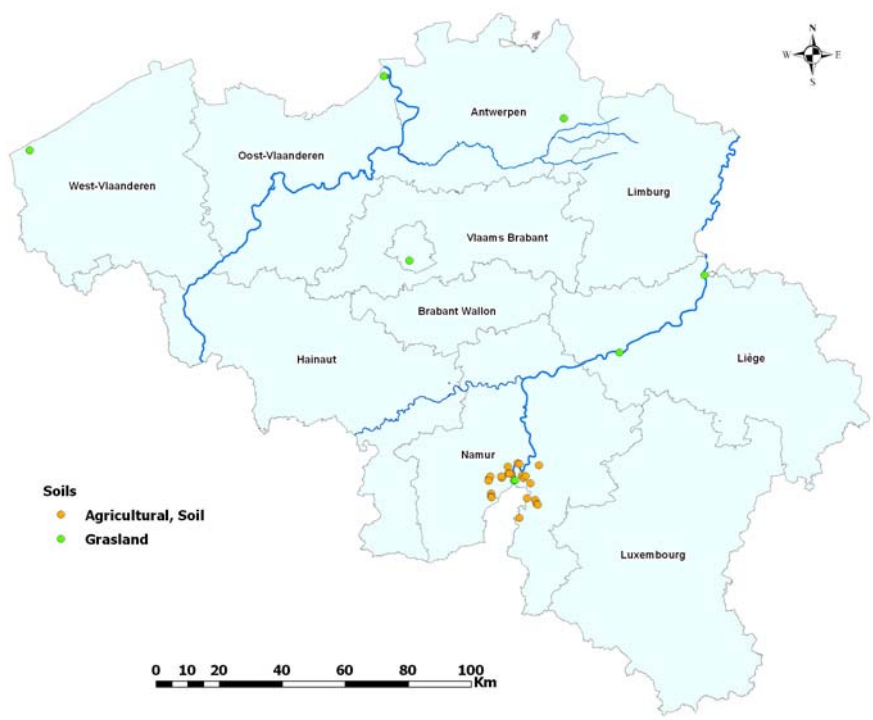 N
W E
S
Antwerpen
Oost-Vlaanderen
West-Vlaanderen
Limburg
Vlaams Brabant
Brabant Wallon
Hainaut
Liège
Namur
Soils
Agricultural, Soil
Grasland
Luxembourg
0 10 20 40 60 80 100
Km